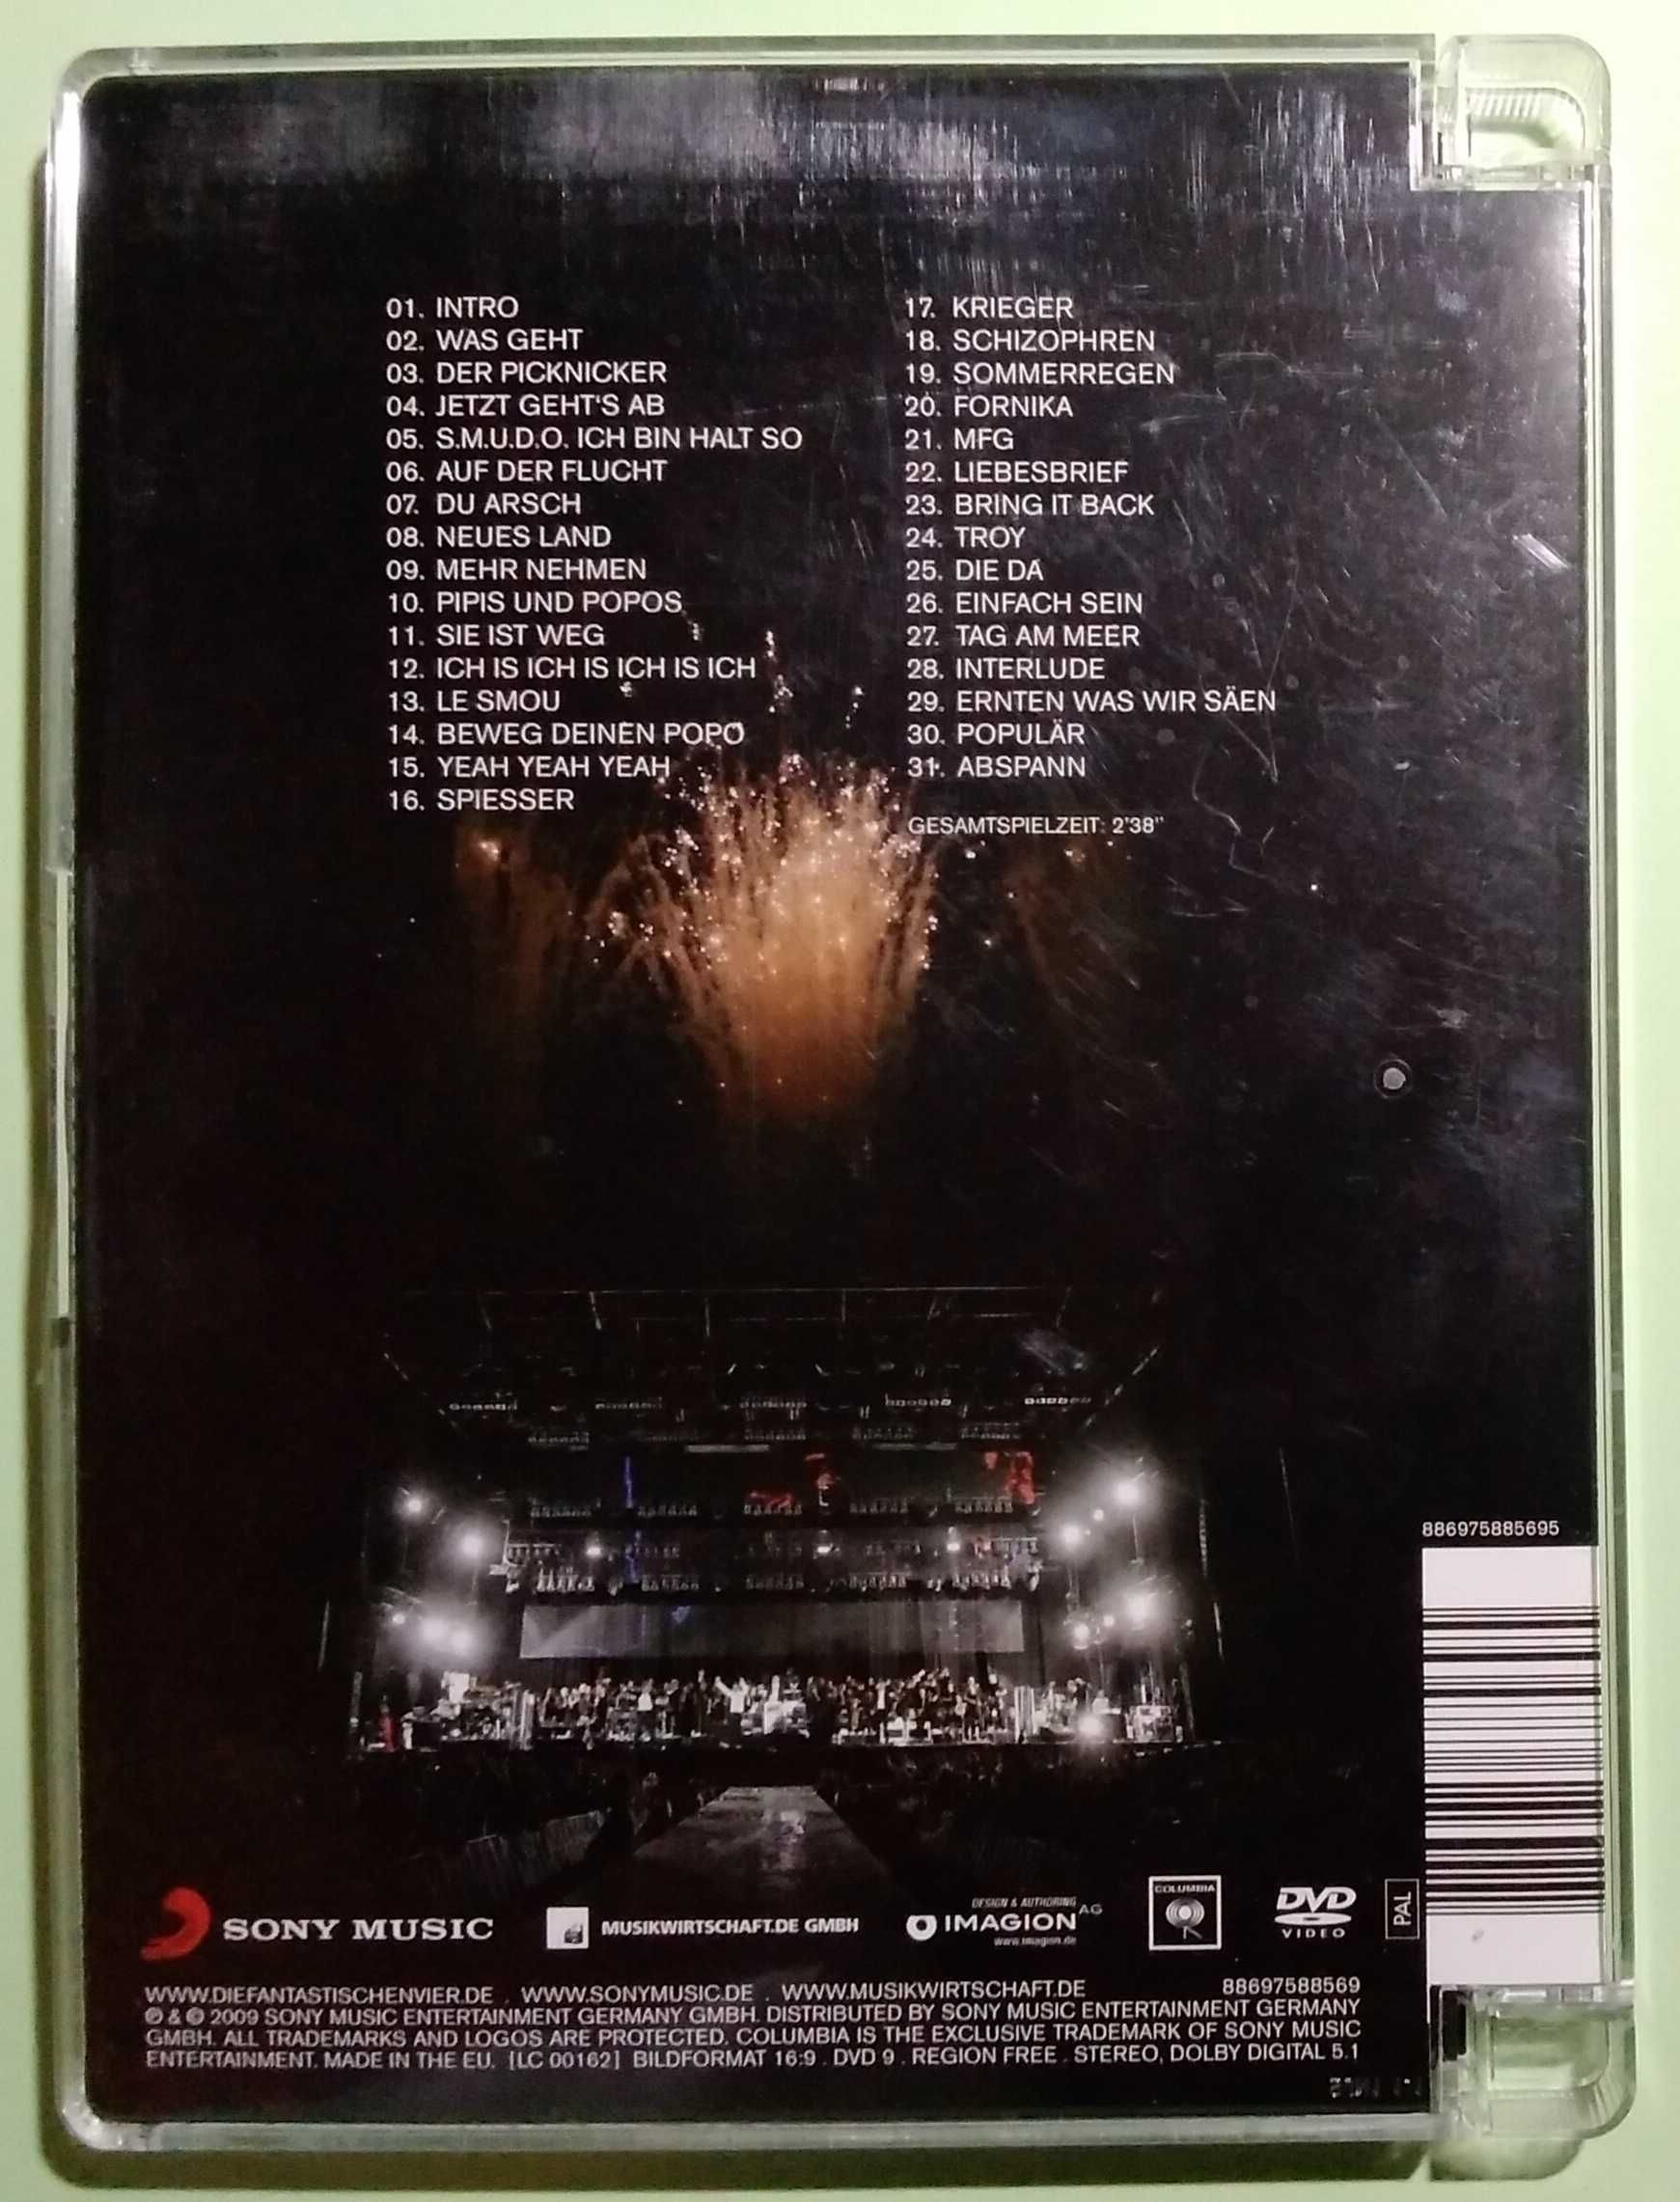 01. INTRO
02. WAS GEHT
03. DER PICKNICKER
04. JETZT GEHT'S AB
05. S.M.U.D.O. ICH BIN HALT SO
06. AUF DER FLUCHT
07. DU ARSCH
08. NEUES LAND
09. MEHR NEHMEN
10. PIPIS UND POPOS
11. SIE IST WEG
12. ICH IS ICH IS ICH IS ICH
13. LE SMOU
14. BEWEG DEINEN POPO
15. YEAH YEAH YEAH
16. SPIESSER
17. KRIEGER
18. SCHIZOPHREN
19. SOMMERREGEN
20. FORNIKA
21. MFG
22. LIEBESBRIEF
23. BRING IT BACK
24. TROY
25. DIE DA
26. EINFACH SEIN
27. TAG AM MEER
28. INTERLUDE
29. ERNTEN WAS WIR SÄEN
30. POPULÄR
31. ABSPANN
GESAMTSPIELZEIT: 2'38"
886975885695
SONY MUSIC
MUSIKWIRTSCHAFT.DE GMBH
DESIGN & AUTHORING
IMAGION AG
www.imagion.de
COLUMBIA
DVD
VIDEO
PAL
WWW.DIEFANTASTISCHENVIER.DE . WWW.SONYMUSIC.DE . WWW.MUSIKWIRTSCHAFT.DE 88697588569
℗ & © 2009 SONY MUSIC ENTERTAINMENT GERMANY GMBH. DISTRIBUTED BY SONY MUSIC ENTERTAINMENT GERMANY
GMBH. ALL TRADEMARKS AND LOGOS ARE PROTECTED. COLUMBIA IS THE EXCLUSIVE TRADEMARK OF SONY MUSIC
ENTERTAINMENT. MADE IN THE EU. [LC 00162] BILDFORMAT 16:9 . DVD 9 . REGION FREE . STEREO, DOLBY DIGITAL 5.1